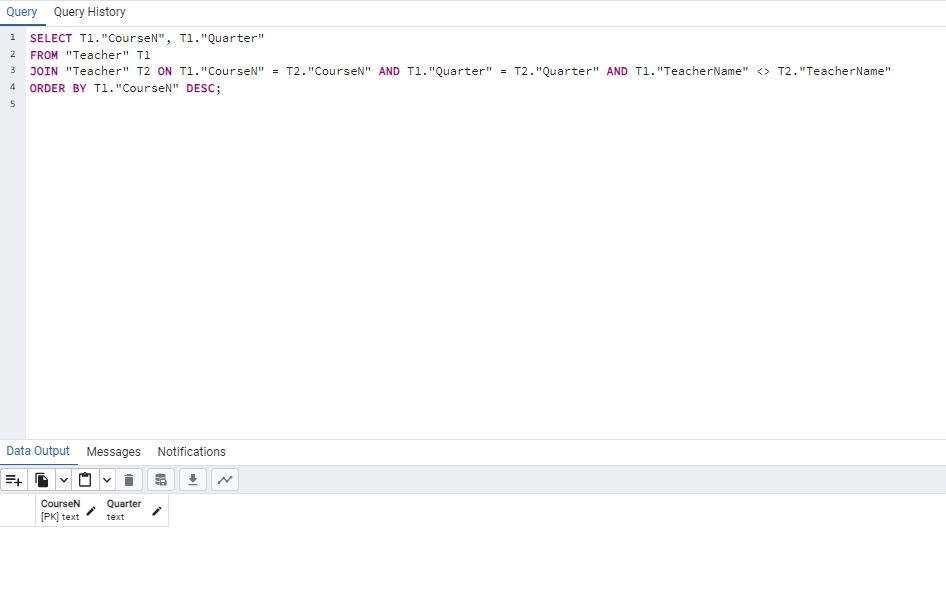 Query Query History
1 SELECT T1."CourseN", T1."Quarter"
2 FROM "Teacher" T1
3 JOIN "Teacher" T2 ON T1."CourseN" = T2."CourseN" AND T1."Quarter" = T2."Quarter" AND T1."TeacherName" <> T2."TeacherName"
4 ORDER BY T1."CourseN" DESC;
5
Data Output Messages Notifications
CourseN Quarter
[PK] text text